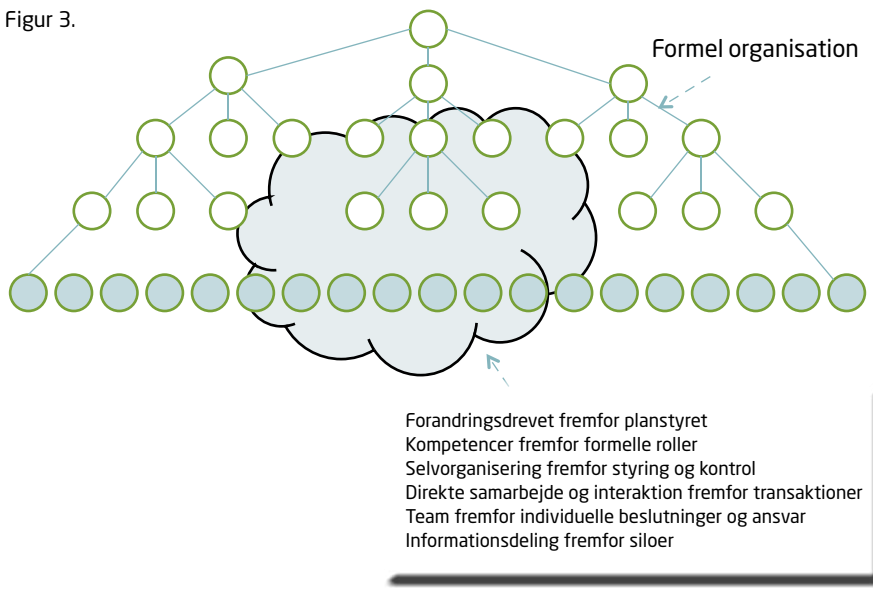 Figur 3.
Formel organisation
Forandringsdrevet fremfor planstyret
Kompetencer fremfor formelle roller
Selvorganisering fremfor styring og kontrol
Direkte samarbejde og interaktion fremfor transaktioner
Team fremfor individuelle beslutninger og ansvar
Informationsdeling fremfor siloer